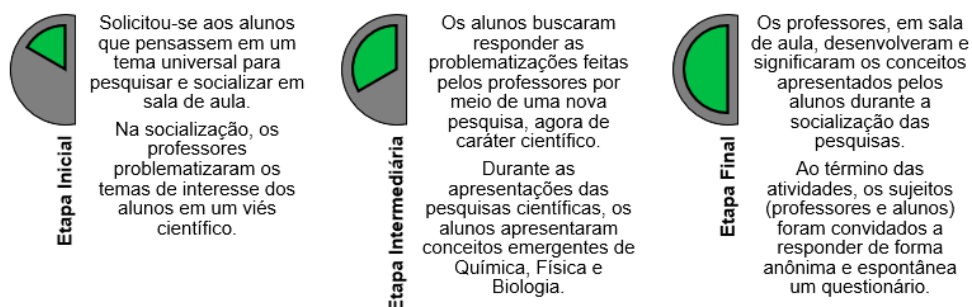 Etapa Inicial
Solicitou-se aos alunos
que pensassem em um
tema universal para
pesquisar e socializar em
sala de aula.
Na socialização, os
professores
problematizaram os
temas de interesse dos
alunos em um viés
científico.
Etapa Intermediária
Os alunos buscaram
responder as
problematizações feitas
pelos professores por
meio de uma nova
pesquisa, agora de
caráter científico.
Durante as
apresentações das
pesquisas científicas, os
alunos apresentaram
conceitos emergentes de
Química, Física e
Biologia.
Etapa Final
Os professores, em sala
de aula, desenvolveram e
significaram os conceitos
apresentados pelos
alunos durante a
socialização das
pesquisas.
Ao término das
atividades, os sujeitos
(professores e alunos)
foram convidados a
responder de forma
anônima e espontânea
um questionário.